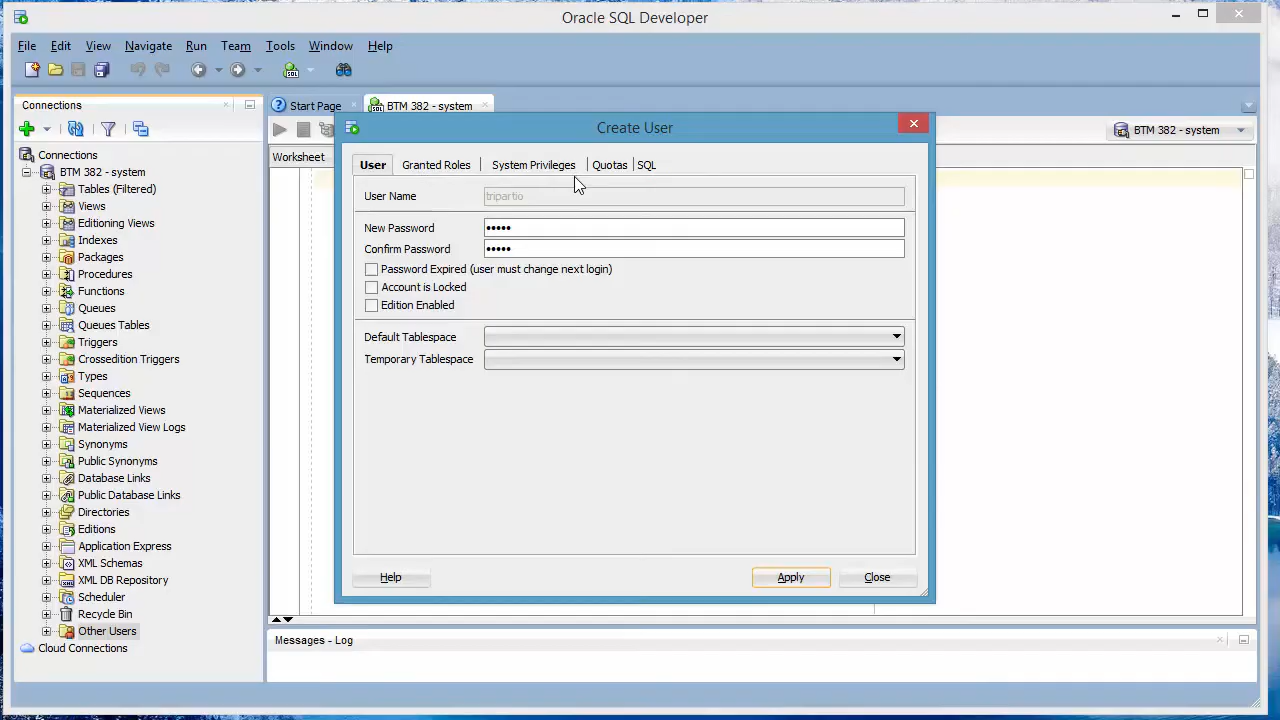 Oracle SQL Developer
File Edit View Navigate Run Team Tools Window Help
Connections
Start Page
BTM 382 - system
BTM 382 - system
Worksheet
Connections
BTM 382 - system
Tables (Filtered)
Views
Editioning Views
Indexes
Packages
Procedures
Functions
Queues
Queues Tables
Triggers
Crossedition Triggers
Types
Sequences
Materialized Views
Materialized View Logs
Synonyms
Public Synonyms
Database Links
Public Database Links
Directories
Editions
Application Express
XML Schemas
XML DB Repository
Scheduler
Recycle Bin
Other Users
Cloud Connections
Create User
User Granted Roles System Privileges Quotas SQL
User Name tripartio
New Password •••••
Confirm Password •••••
Password Expired (user must change next login)
Account is Locked
Edition Enabled
Default Tablespace
Temporary Tablespace
Help Apply Close
Messages - Log